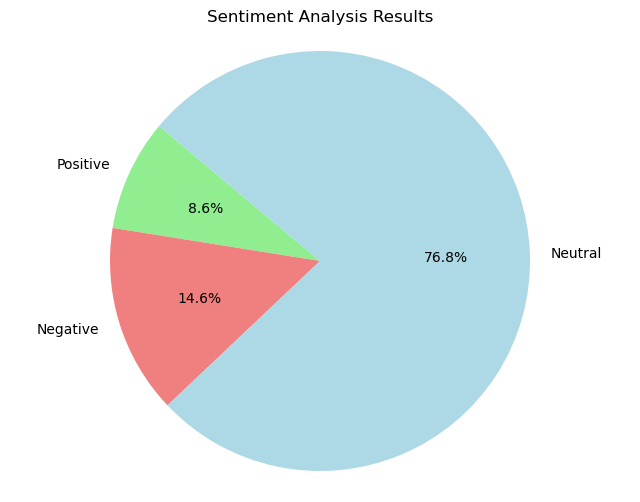 Sentiment Analysis Results
Positive
8.6%
76.8%
Neutral
14.6%
Negative